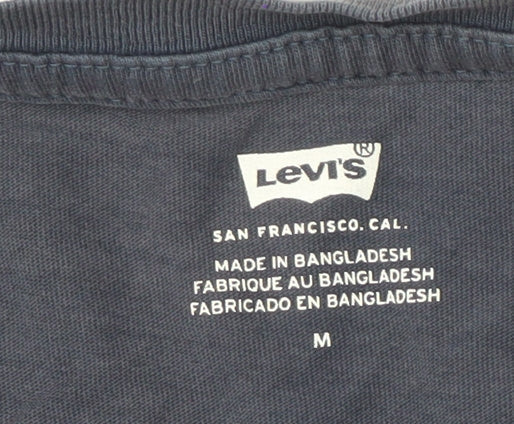 Levi's®
SAN FRANCISCO. CAL.
MADE IN BANGLADESH
FABRIQUE AU BANGLADESH
FABRICADO EN BANGLADESH
M